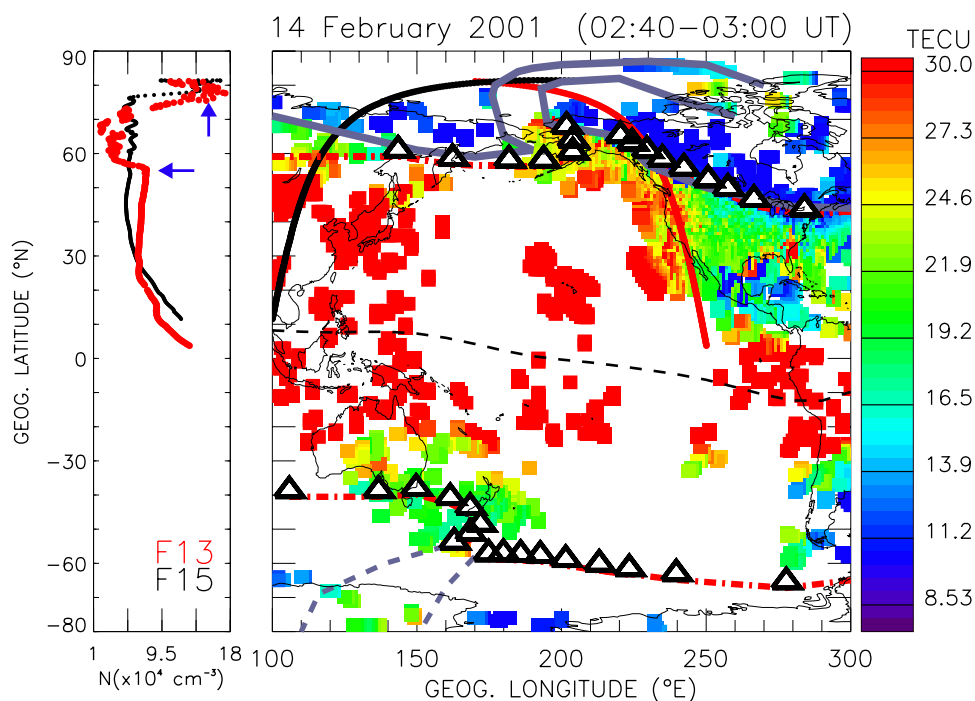 14 February 2001 (02:40−03:00 UT)
TECU
90
60
30
0
−30
−60
−80
GEOG. LATITUDE (°N)
F13
F15
1 9.5 18
N(x10⁴ cm⁻³)
100 150 200 250 300
GEOG. LONGITUDE (°E)
30.0
27.3
24.6
21.9
19.2
16.5
13.9
11.2
8.53